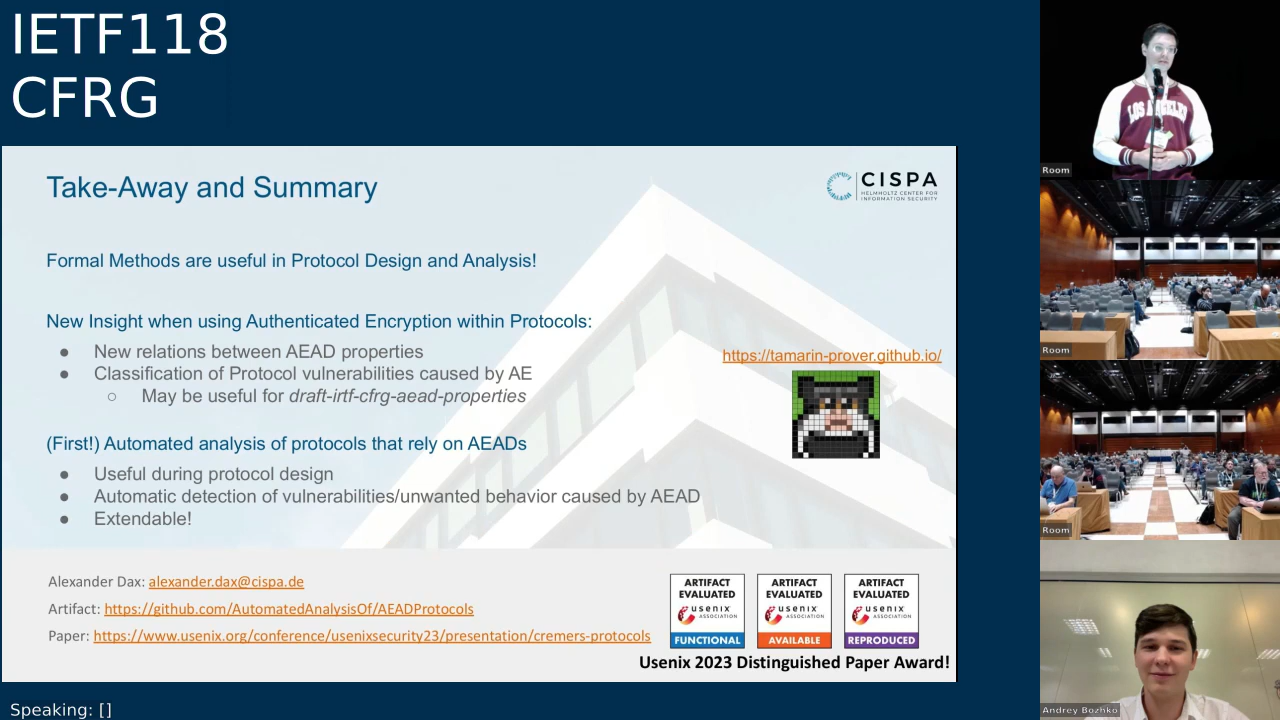 IETF118
CFRG
Take-Away and Summary
CISPA
HELMHOLTZ CENTER FOR
INFORMATION SECURITY
Formal Methods are useful in Protocol Design and Analysis!
New Insight when using Authenticated Encryption within Protocols:
● New relations between AEAD properties
● Classification of Protocol vulnerabilities caused by AE
○ May be useful for draft-irtf-cfrg-aead-properties
https://tamarin-prover.github.io/
(First!) Automated analysis of protocols that rely on AEADs
● Useful during protocol design
● Automatic detection of vulnerabilities/unwanted behavior caused by AEAD
● Extendable!
Alexander Dax: alexander.dax@cispa.de
Artifact: https://github.com/AutomatedAnalysisOf/AEADProtocols
Paper: https://www.usenix.org/conference/usenixsecurity23/presentation/cremers-protocols
ARTIFACT
EVALUATED
usenix
ASSOCIATION
FUNCTIONAL
ARTIFACT
EVALUATED
usenix
ASSOCIATION
AVAILABLE
ARTIFACT
EVALUATED
usenix
ASSOCIATION
REPRODUCED
Usenix 2023 Distinguished Paper Award!
Speaking: []
LOS ANGELES
Room
Room
Room
Andrey Bozhko